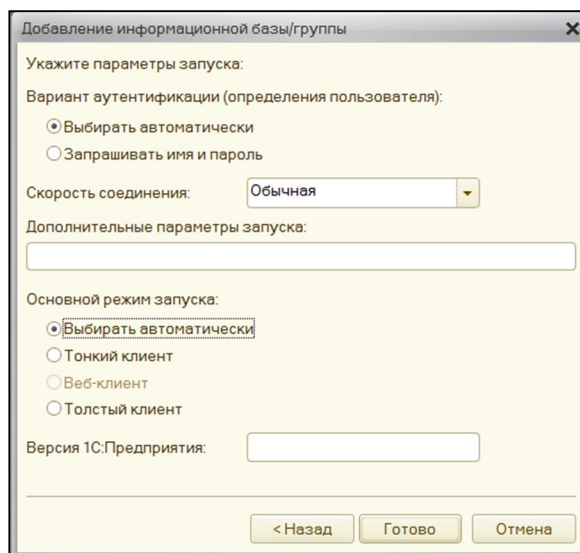 Добавление информационной базы/группы
Укажите параметры запуска:
Вариант аутентификации (определения пользователя):
Выбирать автоматически
Запрашивать имя и пароль
Скорость соединения: Обычная
Дополнительные параметры запуска:
Основной режим запуска:
Выбирать автоматически
Тонкий клиент
Веб-клиент
Толстый клиент
Версия 1С:Предприятия:
< Назад Готово Отмена